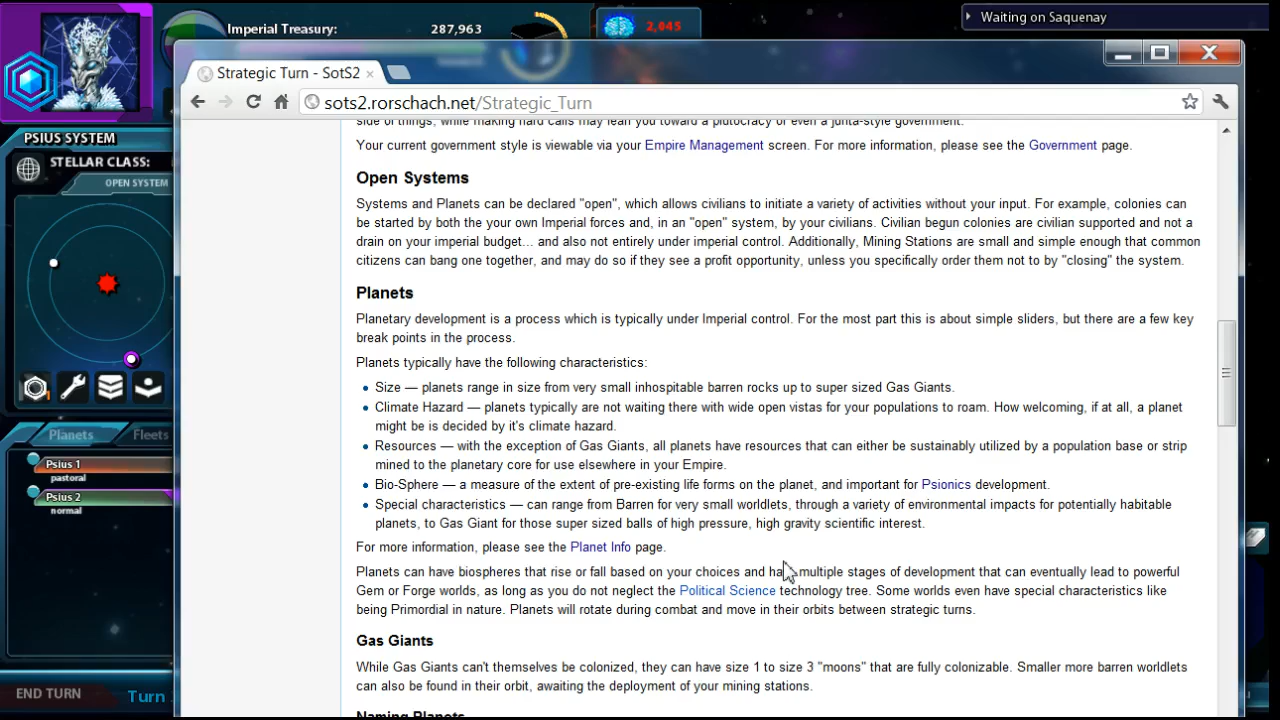 Imperial Treasury: 287,963
2,045
Waiting on Saquenay
PSIUS SYSTEM
STELLAR CLASS:
OPEN SYSTEM
Planets Fleets
Psius 1
pastoral
Psius 2
normal
END TURN Turn
Strategic Turn - SotS2
sots2.rorschach.net/Strategic_Turn
side of things, while making hard calls may lean you toward a plutocracy or even a junta-style government.
Your current government style is viewable via your Empire Management screen. For more information, please see the Government page.
Open Systems
Systems and Planets can be declared "open", which allows civilians to initiate a variety of activities without your input. For example, colonies can
be started by both the your own Imperial forces and, in an "open" system, by your civilians. Civilian begun colonies are civilian supported and not a
drain on your imperial budget... and also not entirely under imperial control. Additionally, Mining Stations are small and simple enough that common
citizens can bang one together, and may do so if they see a profit opportunity, unless you specifically order them not to by "closing" the system.
Planets
Planetary development is a process which is typically under Imperial control. For the most part this is about simple sliders, but there are a few key
break points in the process.
Planets typically have the following characteristics:
Size — planets range in size from very small inhospitable barren rocks up to super sized Gas Giants.
Climate Hazard — planets typically are not waiting there with wide open vistas for your populations to roam. How welcoming, if at all, a planet
might be is decided by it's climate hazard.
Resources — with the exception of Gas Giants, all planets have resources that can either be sustainably utilized by a population base or strip
mined to the planetary core for use elsewhere in your Empire.
Bio-Sphere — a measure of the extent of pre-existing life forms on the planet, and important for Psionics development.
Special characteristics — can range from Barren for very small worldlets, through a variety of environmental impacts for potentially habitable
planets, to Gas Giant for those super sized balls of high pressure, high gravity scientific interest.
For more information, please see the Planet Info page.
Planets can have biospheres that rise or fall based on your choices and have multiple stages of development that can eventually lead to powerful
Gem or Forge worlds, as long as you do not neglect the Political Science technology tree. Some worlds even have special characteristics like
being Primordial in nature. Planets will rotate during combat and move in their orbits between strategic turns.
Gas Giants
While Gas Giants can't themselves be colonized, they can have size 1 to size 3 "moons" that are fully colonizable. Smaller more barren worldlets
can also be found in their orbit, awaiting the deployment of your mining stations.
Naming Planets